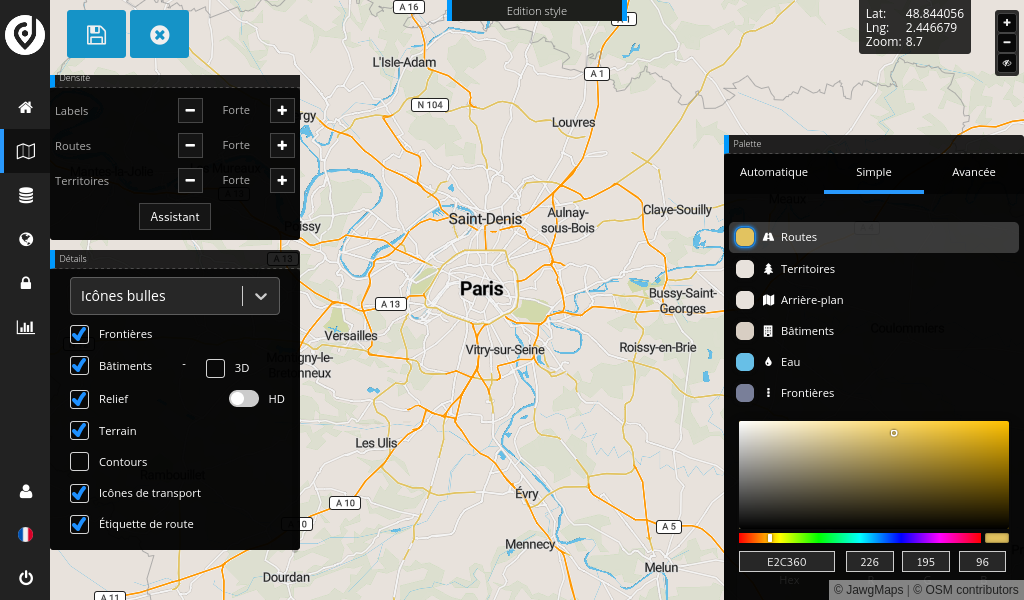 Edition style
Lat: 48.844056
Lng: 2.446679
Zoom: 8.7
Densité
Labels Forte
Routes Forte
Territoires Forte
Assistant
Détails
Icônes bulles
Frontières
Bâtiments - 3D
Relief HD
Terrain
Contours
Icônes de transport
Étiquette de route
A 16
A 1
L'Isle-Adam
A 1
N 104
Louvres
Saint-Denis
Aulnay-
sous-Bois
Claye-Souilly
A 13
A 13
Paris
Bussy-Saint-
Georges
Versailles
Vitry-sur-Seine
Roissy-en-Brie
Les Ulis
A 10
Évry
A 5
Mennecy
Melun
Dourdan
A 11
Palette
Automatique Simple Avancée
Routes
Territoires
Arrière-plan
Bâtiments
Eau
Frontières
E2C360 226 195 96
Hex
© JawgMaps | © OSM contributors